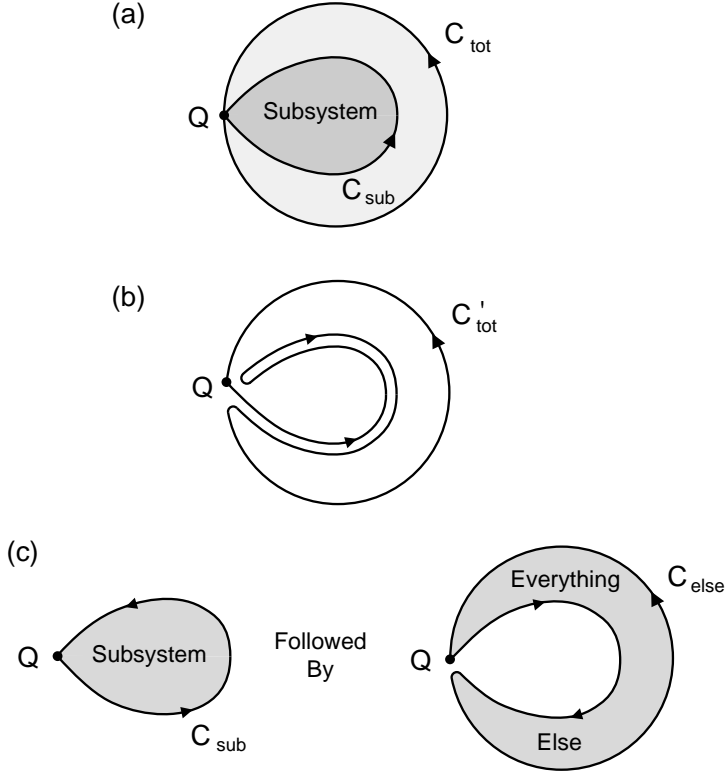 (a)
C tot
Q
Subsystem
C sub
(b)
C'tot
Q
(c)
Q
Subsystem
C sub
Followed
By
Everything
C else
Q
Else